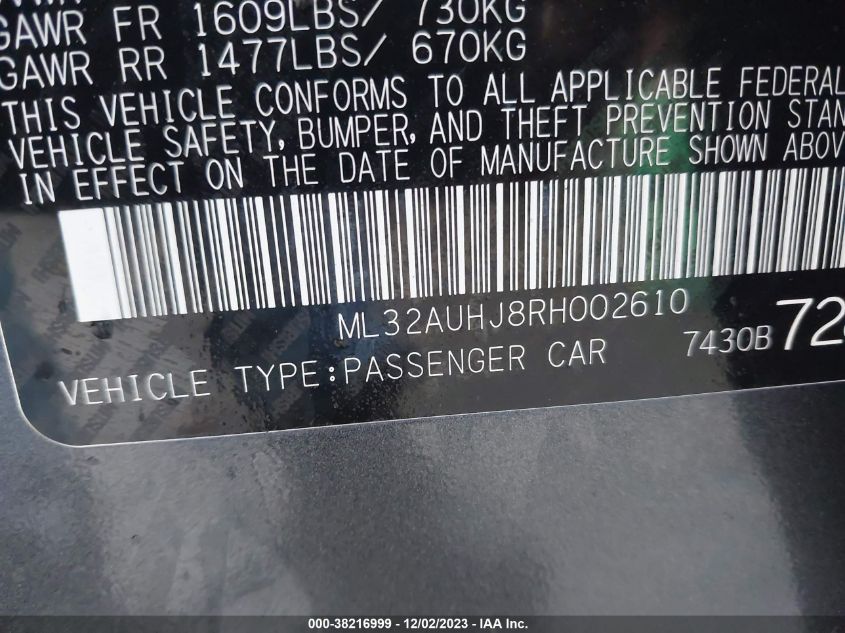 GAWR FR 1609LBS/ 730KG
GAWR RR 1477LBS/ 670KG
THIS VEHICLE CONFORMS TO ALL APPLICABLE FEDERAL
VEHICLE SAFETY, BUMPER, AND THEFT PREVENTION STAN
IN EFFECT ON THE DATE OF MANUFACTURE SHOWN ABOV
ML32AUHJ8RH002610
VEHICLE TYPE:PASSENGER CAR 7430B 72
000-38216999 - 12/02/2023 - IAA Inc.